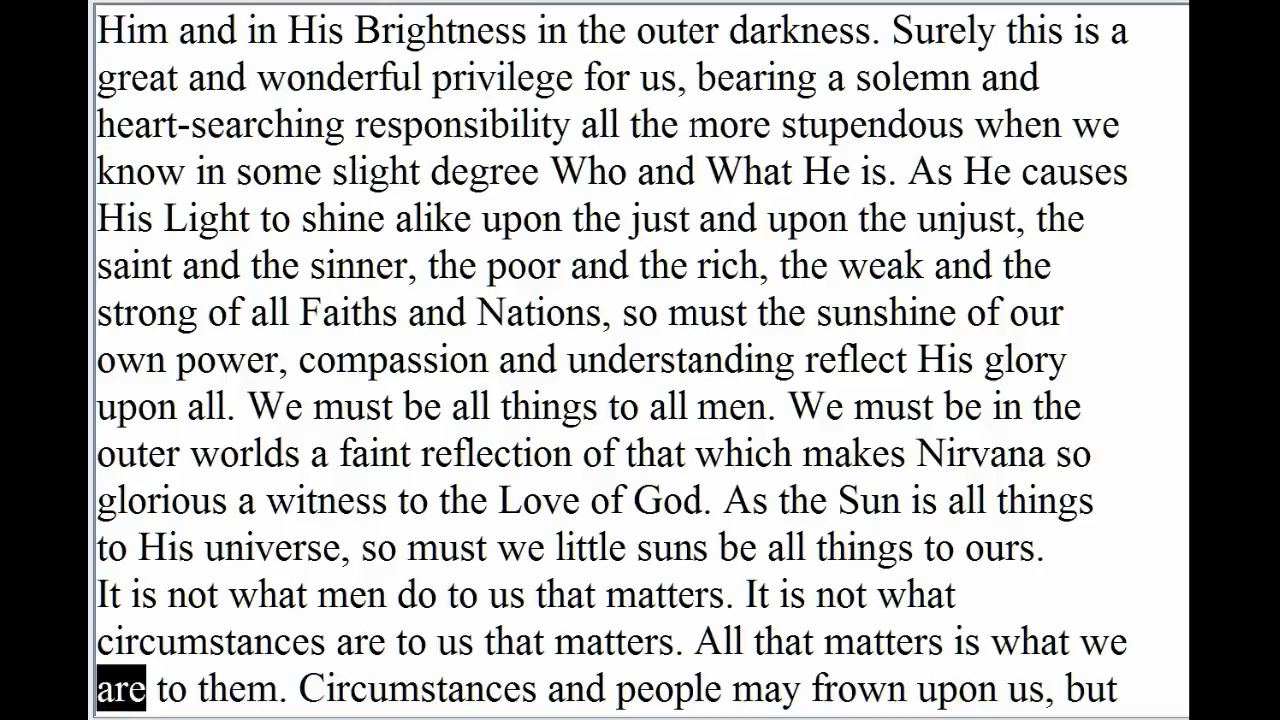 Him and in His Brightness in the outer darkness. Surely this is a
great and wonderful privilege for us, bearing a solemn and
heart-searching responsibility all the more stupendous when we
know in some slight degree Who and What He is. As He causes
His Light to shine alike upon the just and upon the unjust, the
saint and the sinner, the poor and the rich, the weak and the
strong of all Faiths and Nations, so must the sunshine of our
own power, compassion and understanding reflect His glory
upon all. We must be all things to all men. We must be in the
outer worlds a faint reflection of that which makes Nirvana so
glorious a witness to the Love of God. As the Sun is all things
to His universe, so must we little suns be all things to ours.
It is not what men do to us that matters. It is not what
circumstances are to us that matters. All that matters is what we
are to them. Circumstances and people may frown upon us, but